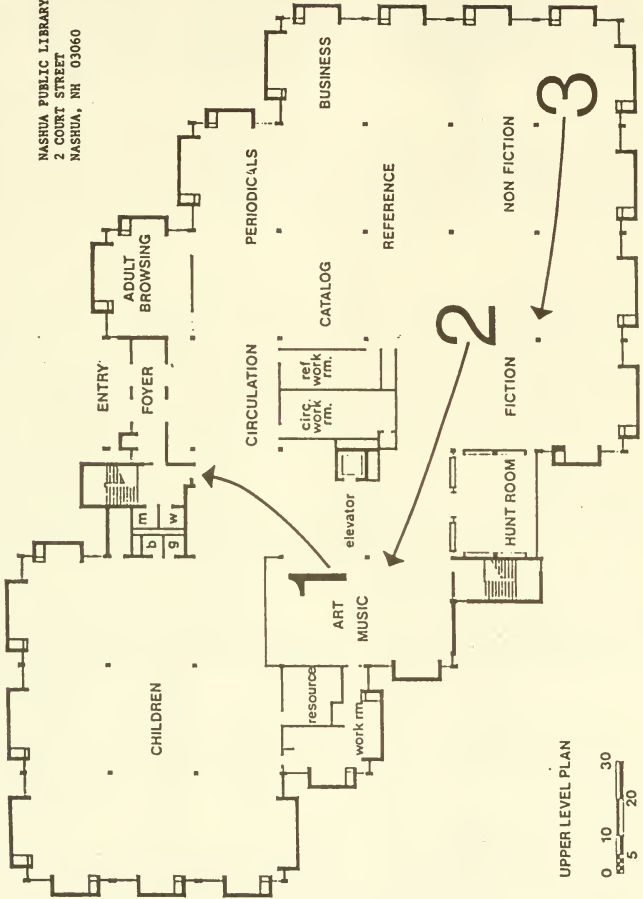 NASHUA PUBLIC LIBRARY
2 COURT STREET
NASHUA, NH 03060
ENTRY
FOYER
ADULT
BROWSING
PERIODICALS
BUSINESS
CIRCULATION
CATALOG
REFERENCE
NON FICTION
3
2
FICTION
circ.
work
rm.
ref
work
rm.
elevator
HUNT ROOM
m
w
b
g
1
ART
MUSIC
CHILDREN
resource
work rm.
UPPER LEVEL PLAN
0 10 30
5 20